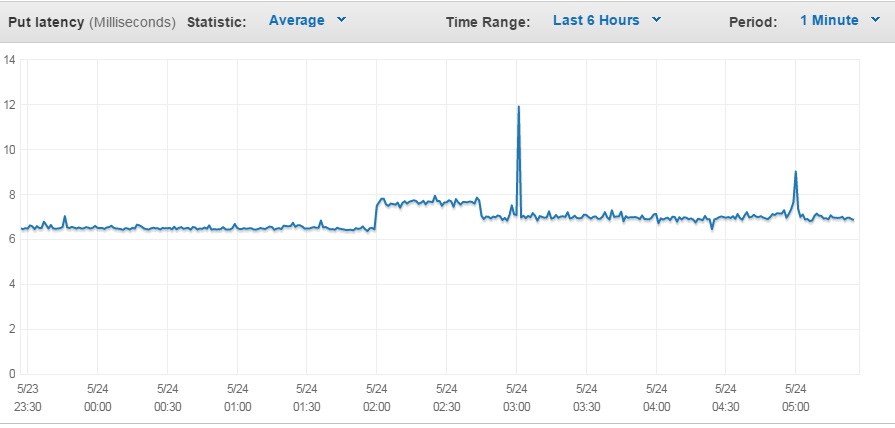 Put latency (Milliseconds) Statistic: Average Time Range: Last 6 Hours Period: 1 Minute
14
12
10
8
6
4
2
0
5/23 5/24 5/24 5/24 5/24 5/24 5/24 5/24 5/24 5/24 5/24 5/24
23:30 00:00 00:30 01:00 01:30 02:00 02:30 03:00 03:30 04:00 04:30 05:00